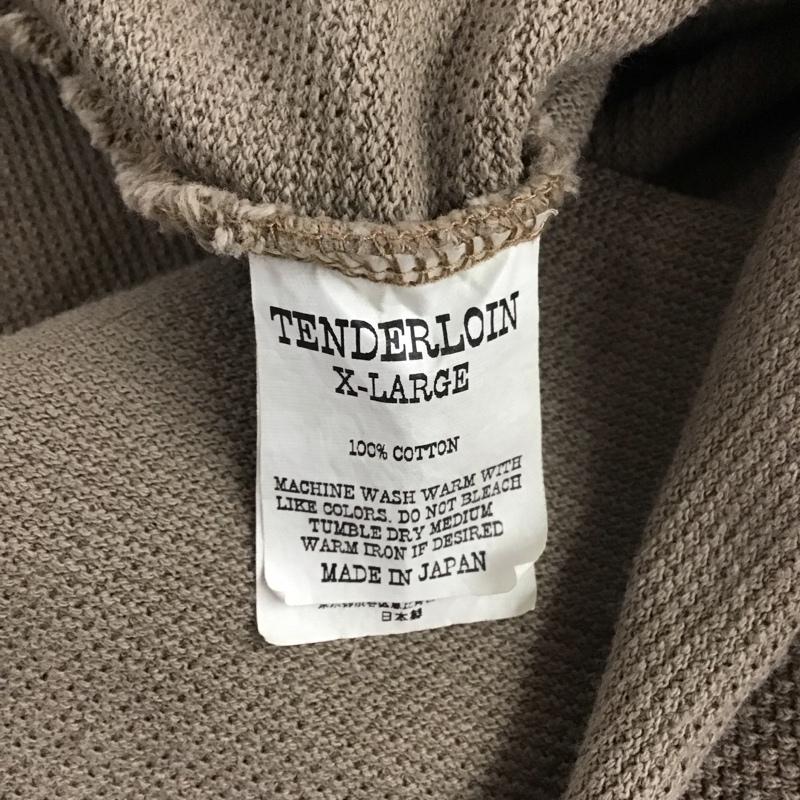 TENDERLOIN
X-LARGE
100% COTTON
MACHINE WASH WARM WITH
LIKE COLORS. DO NOT BLEACH
TUMBLE DRY MEDIUM
WARM IRON IF DESIRED
MADE IN JAPAN
日本製